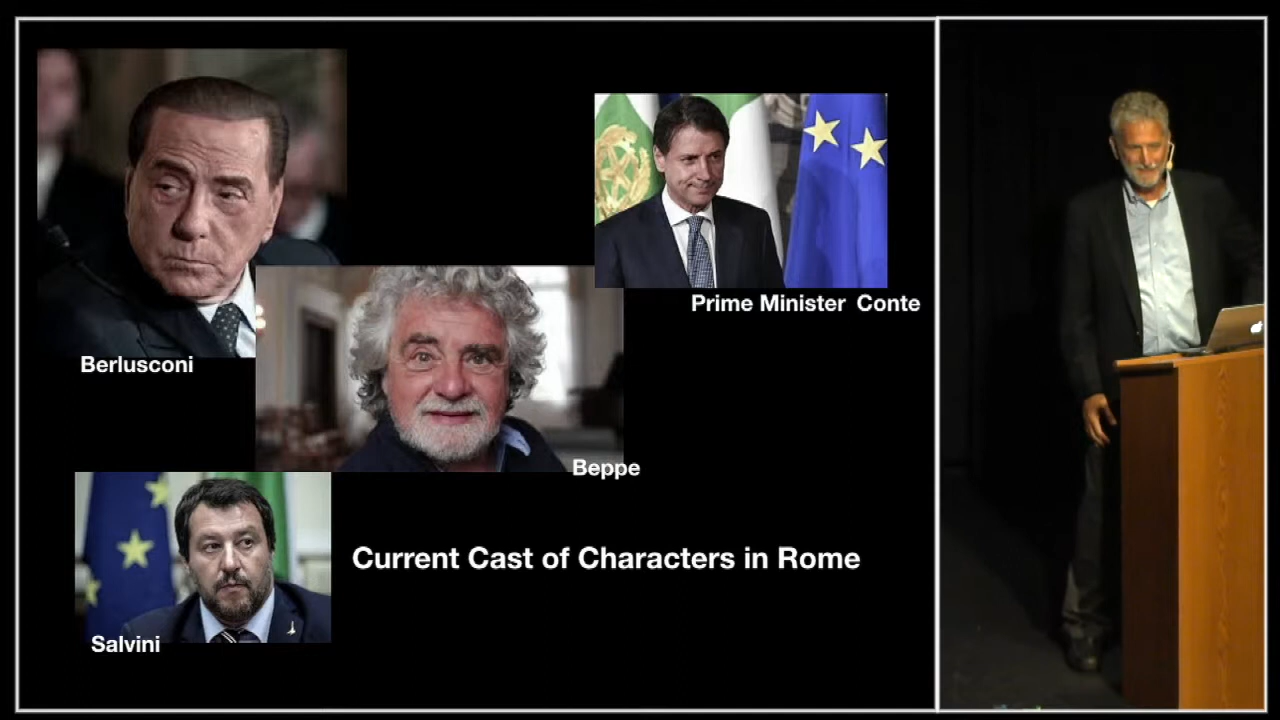 Prime Minister Conte
Berlusconi
Beppe
Current Cast of Characters in Rome
Salvini